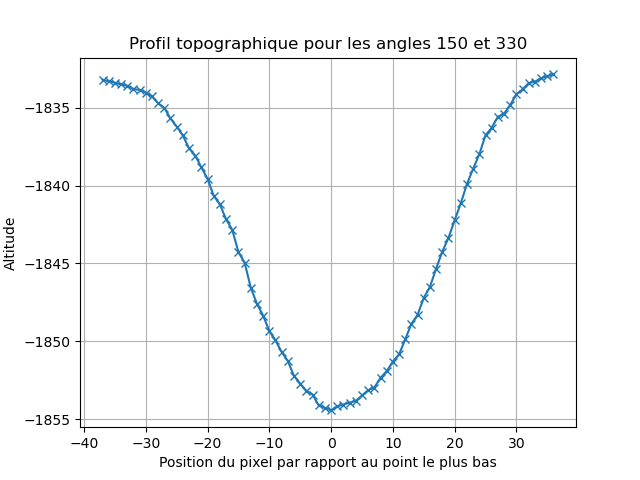 Profil topographique pour les angles 150 et 330
Altitude
−1835
−1840
−1845
−1850
−1855
−40 −30 −20 −10 0 10 20 30
Position du pixel par rapport au point le plus bas